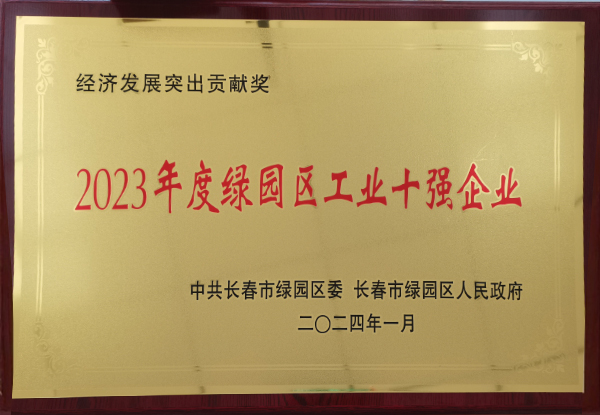 经济发展突出贡献奖
2023年度绿园区工业十强企业
中共长春市绿园区委 长春市绿园区人民政府
二〇二四年一月